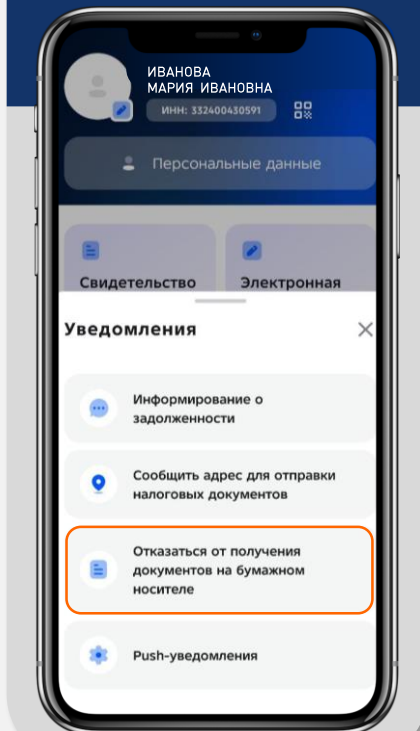 ИВАНОВА
МАРИЯ ИВАНОВНА
ИНН: 332400430591
Персональные данные
Свидетельство
Электронная
Уведомления
Информирование о
задолженности
Сообщить адрес для отправки
налоговых документов
Отказаться от получения
документов на бумажном
носителе
Push-уведомления